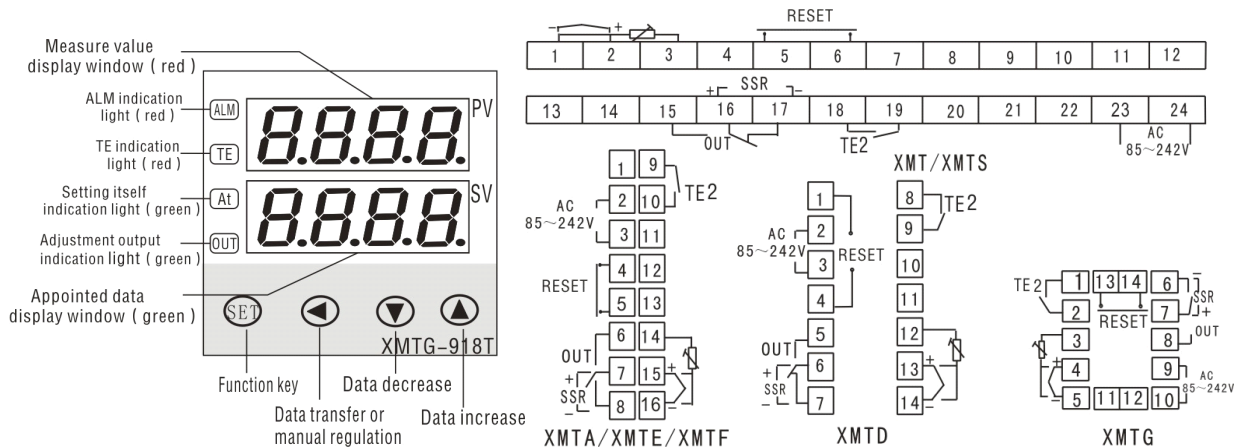 Measure value
display window ( red )
ALM indication
light ( red )
TE indication
light ( red )
Setting itself
indication light ( green )
Adjustment output
indication light ( green )
Appointed data
display window ( green )
ALM
TE
At
OUT
8.8.8.8.
PV
8.8.8.8.
SV
SET
XMTG-918T
Function key
Data transfer or
manual regulation
Data decrease
Data increase
− + RESET
1 2 3 4 5 6 7 8 9 10 11 12
+ SSR −
13 14 15 16 17 18 19 20 21 22 23 24
OUT
TE2
AC
85~242V
XMT/XMTS
1 9
2 10
3 11
4 12
5 13
6 14
7 15
8 16
TE2
AC
85~242V
RESET
OUT
+
SSR
−
+
−
XMTA/XMTE/XMTF
1 8
2 9
3 10
4 11
5 12
6 13
7 14
TE2
AC
85~242V
RESET
OUT
+
SSR
−
+
−
XMTD
TE2
1 13 14 6
−
SSR
+
2 RESET 7
3 8
OUT
+
4 9
AC
85~242V
−
5 11 12 10
XMTG